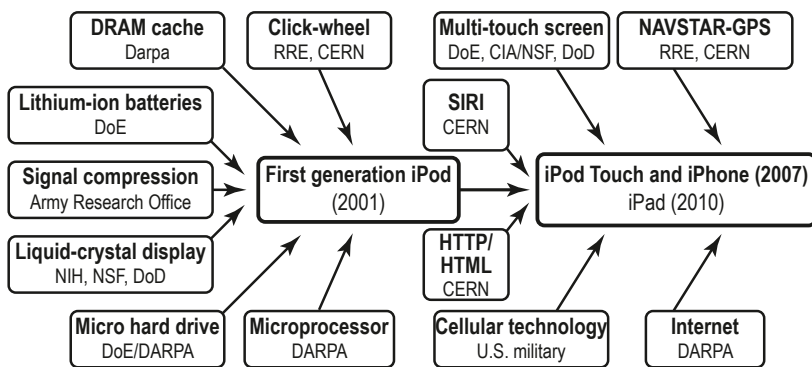 DRAM cache
Darpa
Click-wheel
RRE, CERN
Multi-touch screen
DoE, CIA/NSF, DoD
NAVSTAR-GPS
RRE, CERN
Lithium-ion batteries
DoE
SIRI
CERN
Signal compression
Army Research Office
First generation iPod
(2001)
iPod Touch and iPhone (2007)
iPad (2010)
Liquid-crystal display
NIH, NSF, DoD
HTTP/
HTML
CERN
Micro hard drive
DoE/DARPA
Microprocessor
DARPA
Cellular technology
U.S. military
Internet
DARPA